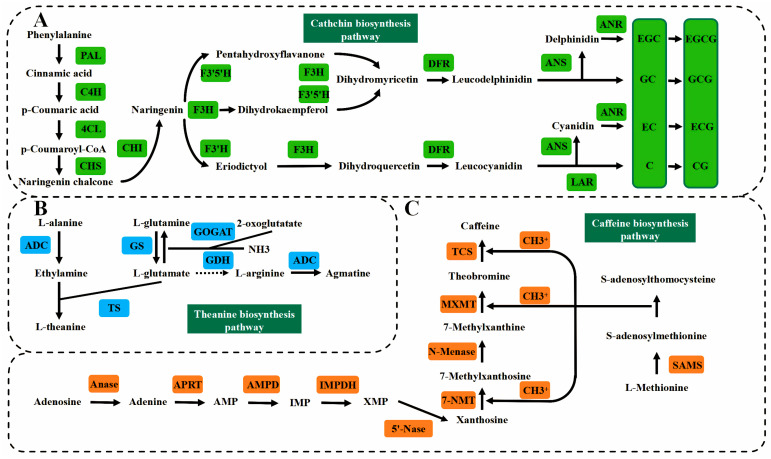 A
Cathchin biosynthesis
pathway
Phenylalanine
PAL
Cinnamic acid
C4H
p-Coumaric acid
4CL
p-Coumaroyl-CoA
CHS
Naringenin chalcone
CHI
Naringenin
F3'5'H
F3H
F3'H
Pentahydroxyflavanone
Dihydrokaempferol
Eriodictyol
F3H
F3'5'H
F3H
Dihydromyricetin
Dihydroquercetin
DFR
DFR
Leucodelphinidin
Leucocyanidin
ANS
ANS
LAR
Delphinidin
Cyanidin
ANR
ANR
EGC
EGCG
GC
GCG
EC
ECG
C
CG
B
L-alanine
ADC
Ethylamine
L-theanine
TS
L-glutamine
GS
L-glutamate
GOGAT
2-oxoglutatate
NH3
GDH
L-arginine
ADC
Agmatine
Theanine biosynthesis
pathway
C
Caffeine biosynthesis
pathway
Caffeine
TCS
CH3⁺
Theobromine
MXMT
CH3⁺
7-Methylxanthine
N-Menase
7-Methylxanthosine
7-NMT
CH3⁺
Xanthosine
S-adenosylthomocysteine
S-adenosylmethionine
SAMS
L-Methionine
Adenosine
Anase
Adenine
APRT
AMP
AMPD
IMP
IMPDH
XMP
5'-Nase